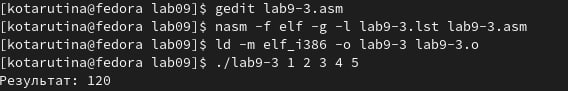 [kotarutina@fedora lab09]$ gedit lab9-3.asm
[kotarutina@fedora lab09]$ nasm -f elf -g -l lab9-3.lst lab9-3.asm
[kotarutina@fedora lab09]$ ld -m elf_i386 -o lab9-3 lab9-3.o
[kotarutina@fedora lab09]$ ./lab9-3 1 2 3 4 5
Результат: 120